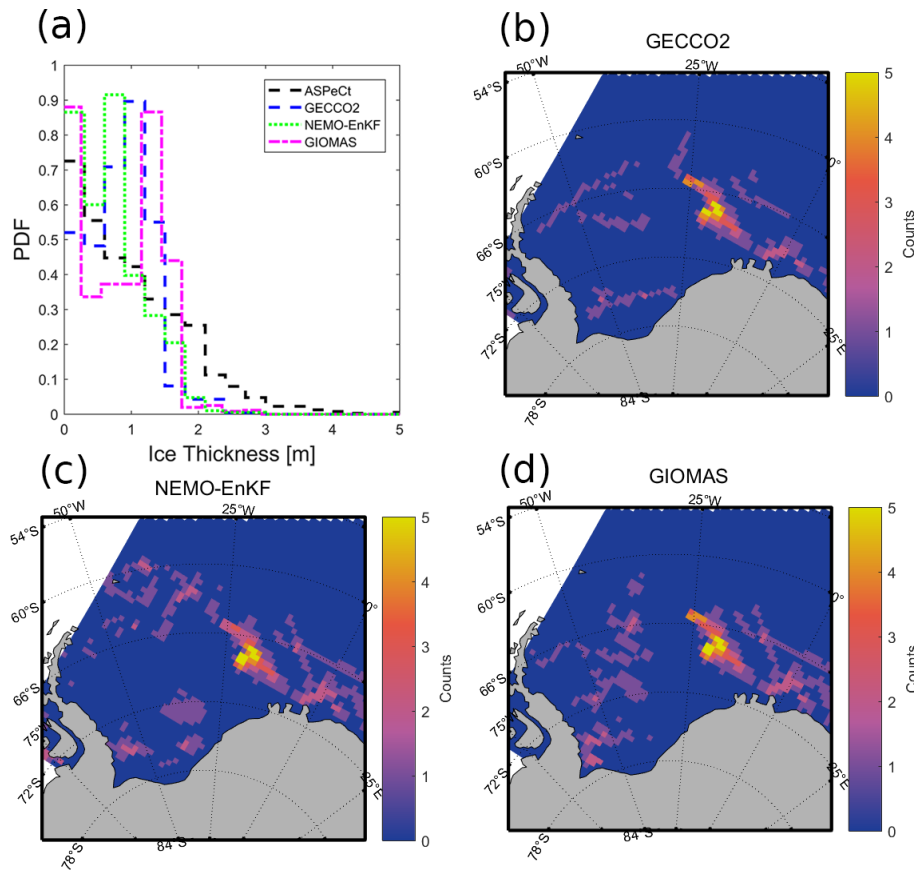 (a)
PDF
0.9
0.8
0.7
0.6
0.5
0.4
0.3
0.2
0.1
0
0 1 2 3 4 5
Ice Thickness [m]
ASPeCt
GECCO2
NEMO-EnKF
GIOMAS
(b)
GECCO2
50°W
25°W
54°S
60°S
0°
66°S
75°W
72°S
25°E
78°S
84°S
5
4
3
2
1
0
Counts
(c)
NEMO-EnKF
50°W
25°W
54°S
60°S
0°
66°S
75°W
72°S
25°E
78°S
84°S
5
4
3
2
1
0
Counts
(d)
GIOMAS
50°W
25°W
54°S
60°S
0°
66°S
75°W
72°S
25°E
78°S
84°S
5
4
3
2
1
0
Counts